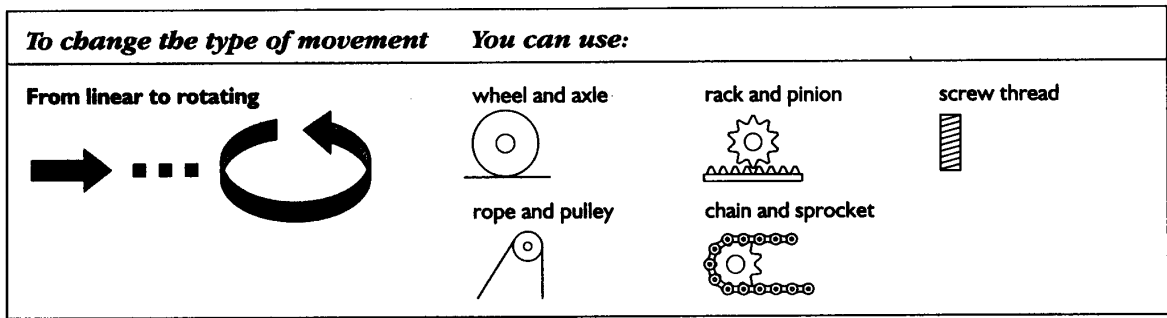 To change the type of movement You can use:
From linear to rotating
wheel and axle
rack and pinion
screw thread
rope and pulley
chain and sprocket